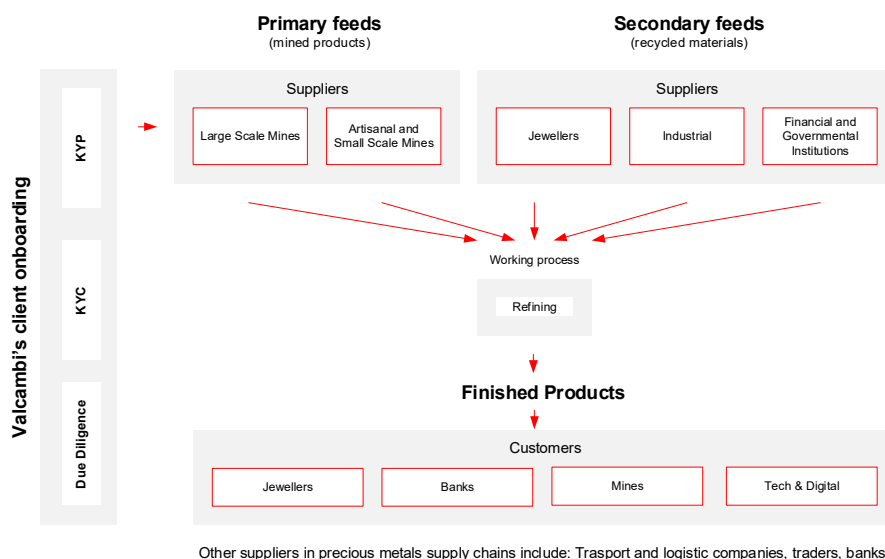 Primary feeds
(mined products)
Secondary feeds
(recycled materials)
Valcambi's client onboarding
KYP
KYC
Due Diligence
Suppliers
Large Scale Mines
Artisanal and
Small Scale Mines
Suppliers
Jewellers
Industrial
Financial and
Governmental
Institutions
Working process
Refining
Finished Products
Customers
Jewellers
Banks
Mines
Tech & Digital
Other suppliers in precious metals supply chains include: Trasport and logistic companies, traders, banks